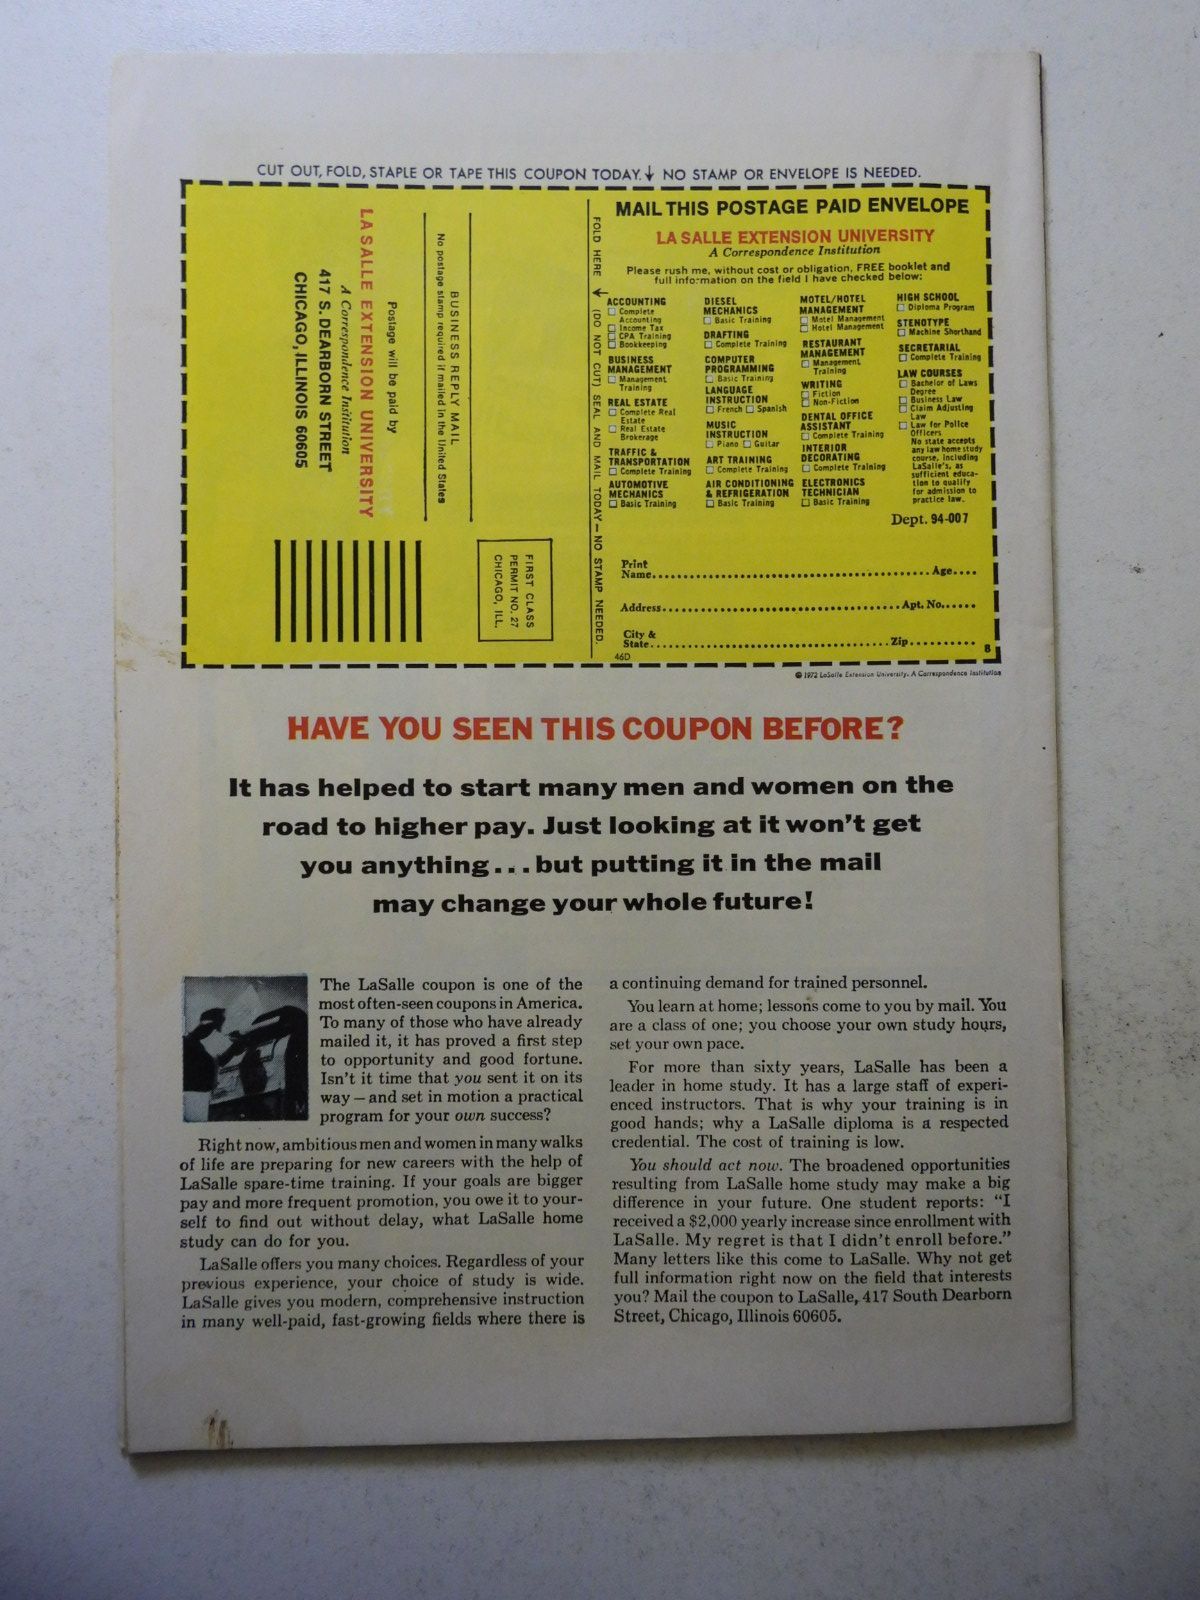 CUT OUT, FOLD, STAPLE OR TAPE THIS COUPON TODAY. ↓ NO STAMP OR ENVELOPE IS NEEDED.
BUSINESS REPLY MAIL
No postage stamp required if mailed in the United States
Postage will be paid by
LA SALLE EXTENSION UNIVERSITY
A Correspondence Institution
417 S. DEARBORN STREET
CHICAGO, ILLINOIS 60605
FIRST CLASS
PERMIT NO. 27
CHICAGO, ILL.
FOLD HERE ↓ (DO NOT CUT) SEAL AND MAIL TODAY—NO STAMP NEEDED.
MAIL THIS POSTAGE PAID ENVELOPE
LA SALLE EXTENSION UNIVERSITY
A Correspondence Institution
Please rush me, without cost or obligation, FREE booklet and
full information on the field I have checked below:
ACCOUNTING
☐ Complete
Accounting
☐ Income Tax
☐ CPA Training
☐ Bookkeeping
BUSINESS
MANAGEMENT
☐ Management
Training
REAL ESTATE
☐ Complete Real
Estate
☐ Real Estate
Brokerage
TRAFFIC &
TRANSPORTATION
☐ Complete Training
AUTOMOTIVE
MECHANICS
☐ Basic Training
DIESEL
MECHANICS
☐ Basic Training
DRAFTING
☐ Complete Training
COMPUTER
PROGRAMMING
☐ Basic Training
LANGUAGE
INSTRUCTION
☐ French ☐ Spanish
MUSIC
INSTRUCTION
☐ Piano ☐ Guitar
ART TRAINING
☐ Complete Training
AIR CONDITIONING
& REFRIGERATION
☐ Basic Training
MOTEL/HOTEL
MANAGEMENT
☐ Motel Management
☐ Hotel Management
RESTAURANT
MANAGEMENT
☐ Management
Training
WRITING
☐ Fiction
☐ Non-Fiction
DENTAL OFFICE
ASSISTANT
☐ Complete Training
INTERIOR
DECORATING
☐ Complete Training
ELECTRONICS
TECHNICIAN
☐ Basic Training
HIGH SCHOOL
☐ Diploma Program
STENOTYPE
☐ Machine Shorthand
SECRETARIAL
☐ Complete Training
LAW COURSES
☐ Bachelor of Laws
Degree
☐ Business Law
☐ Claim Adjusting
Law
☐ Law for Police
Officers
No state accepts
any law home study
course, including
LaSalle's, as
sufficient educa-
tion to qualify
for admission to
practice law.
Dept. 94-007
Print
Name Age
Address Apt. No.
City &
State Zip
46D
8
© 1972 LaSalle Extension University. A Correspondence Institution
HAVE YOU SEEN THIS COUPON BEFORE?
It has helped to start many men and women on the
road to higher pay. Just looking at it won't get
you anything...but putting it in the mail
may change your whole future!
The LaSalle coupon is one of the
most often-seen coupons in America.
To many of those who have already
mailed it, it has proved a first step
to opportunity and good fortune.
Isn't it time that you sent it on its
way—and set in motion a practical
program for your own success?
Right now, ambitious men and women in many walks
of life are preparing for new careers with the help of
LaSalle spare-time training. If your goals are bigger
pay and more frequent promotion, you owe it to your-
self to find out without delay, what LaSalle home
study can do for you.
LaSalle offers you many choices. Regardless of your
previous experience, your choice of study is wide.
LaSalle gives you modern, comprehensive instruction
in many well-paid, fast-growing fields where there is
a continuing demand for trained personnel.
You learn at home; lessons come to you by mail. You
are a class of one; you choose your own study hours,
set your own pace.
For more than sixty years, LaSalle has been a
leader in home study. It has a large staff of experi-
enced instructors. That is why your training is in
good hands; why a LaSalle diploma is a respected
credential. The cost of training is low.
You should act now. The broadened opportunities
resulting from LaSalle home study may make a big
difference in your future. One student reports: "I
received a $2,000 yearly increase since enrollment with
LaSalle. My regret is that I didn't enroll before."
Many letters like this come to LaSalle. Why not get
full information right now on the field that interests
you? Mail the coupon to LaSalle, 417 South Dearborn
Street, Chicago, Illinois 60605.